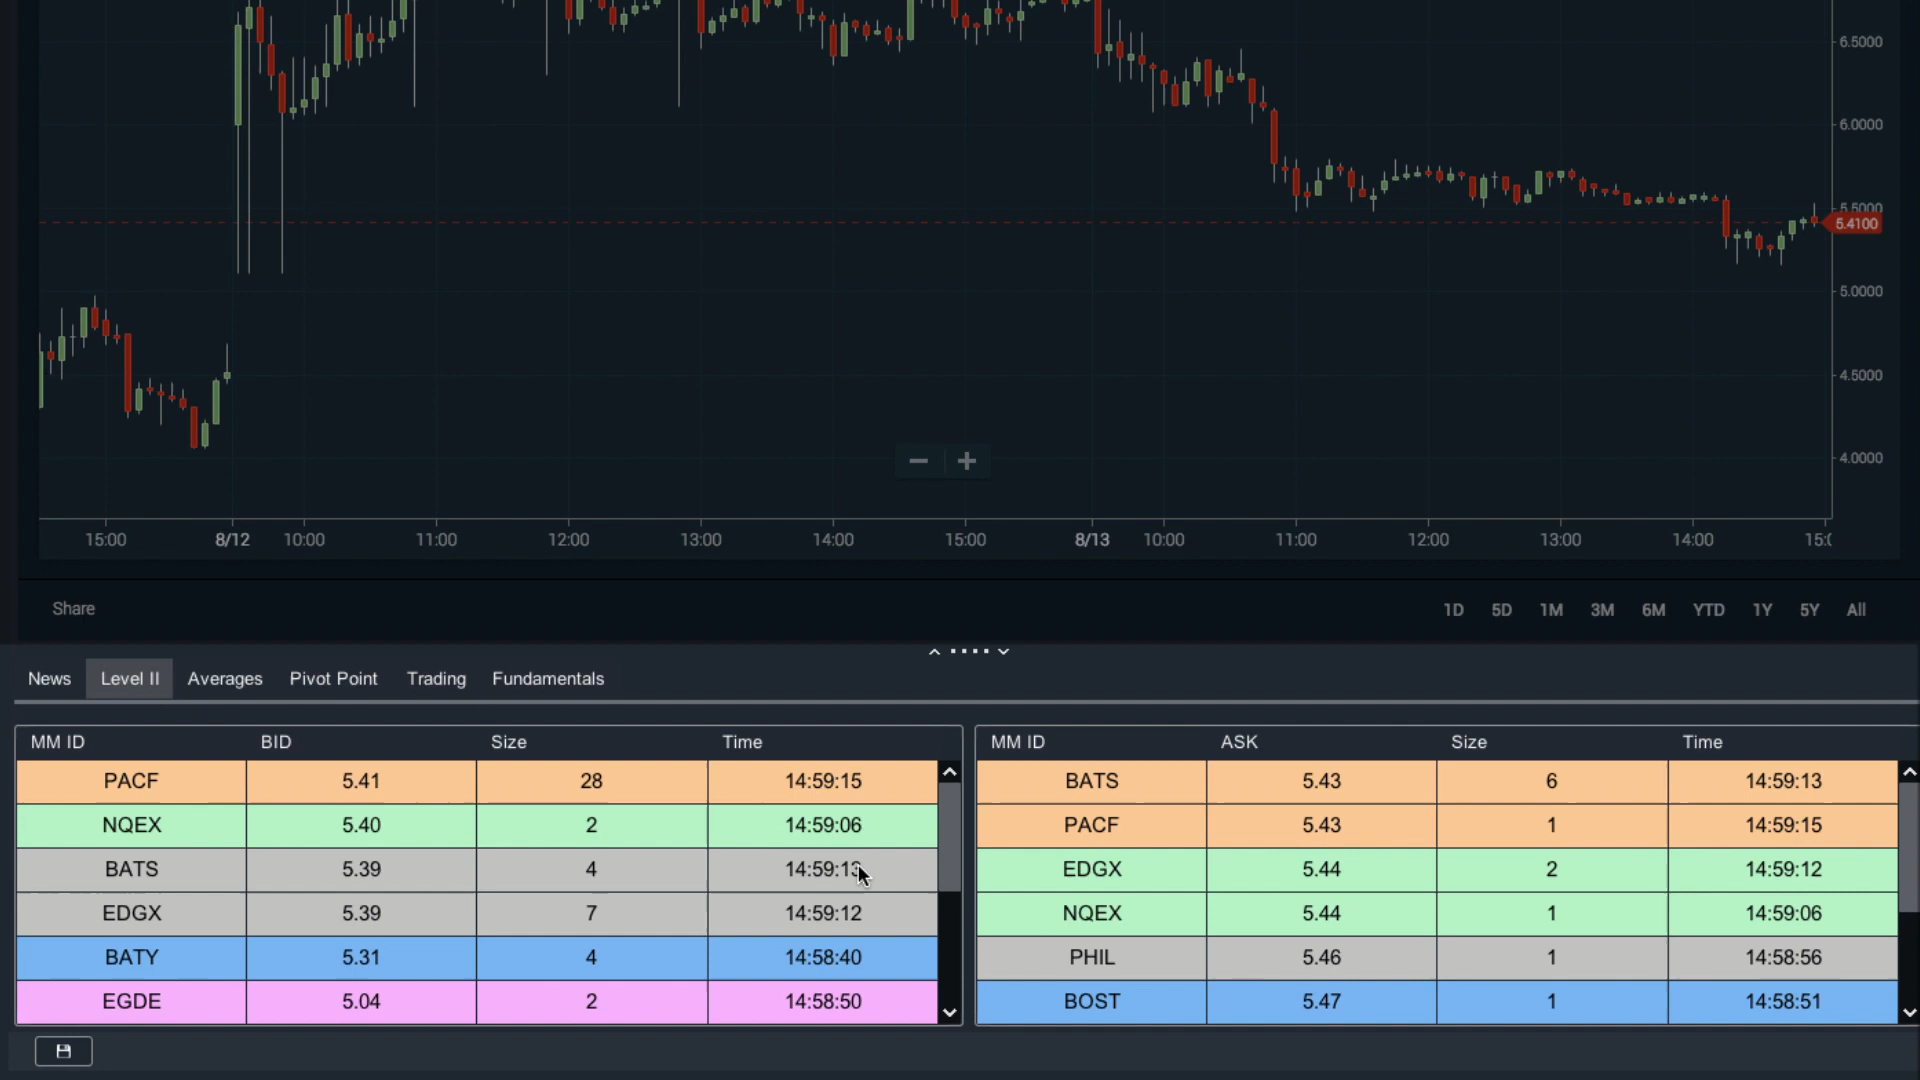 6.5000
6.0000
5.5000
5.4100
5.0000
4.5000
4.0000
15:00 8/12 10:00 11:00 12:00 13:00 14:00 15:00 8/13 10:00 11:00 12:00 13:00 14:00 15:(
Share 1D 5D 1M 3M 6M YTD 1Y 5Y All
News Level II Averages Pivot Point Trading Fundamentals
MM ID BID Size Time MM ID ASK Size Time
PACF 5.41 28 14:59:15 BATS 5.43 6 14:59:13
NQEX 5.40 2 14:59:06 PACF 5.43 1 14:59:15
BATS 5.39 4 14:59:13 EDGX 5.44 2 14:59:12
EDGX 5.39 7 14:59:12 NQEX 5.44 1 14:59:06
BATY 5.31 4 14:58:40 PHIL 5.46 1 14:58:56
EGDE 5.04 2 14:58:50 BOST 5.47 1 14:58:51